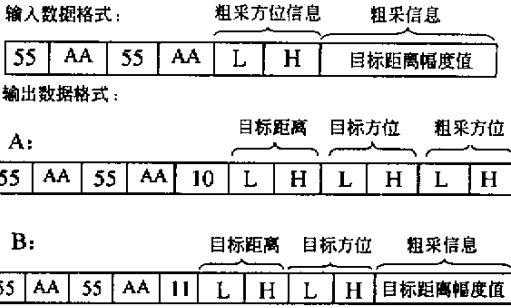 输入数据格式:
粗采方位信息 粗采信息
55 AA 55 AA L H 目标距离幅度值
输出数据格式:
目标距离 目标方位 粗采方位
A:
55 AA 55 AA 10 L H L H L H
B:
目标距离 目标方位 粗采信息
55 AA 55 AA 11 L H L H 目标距离幅度值